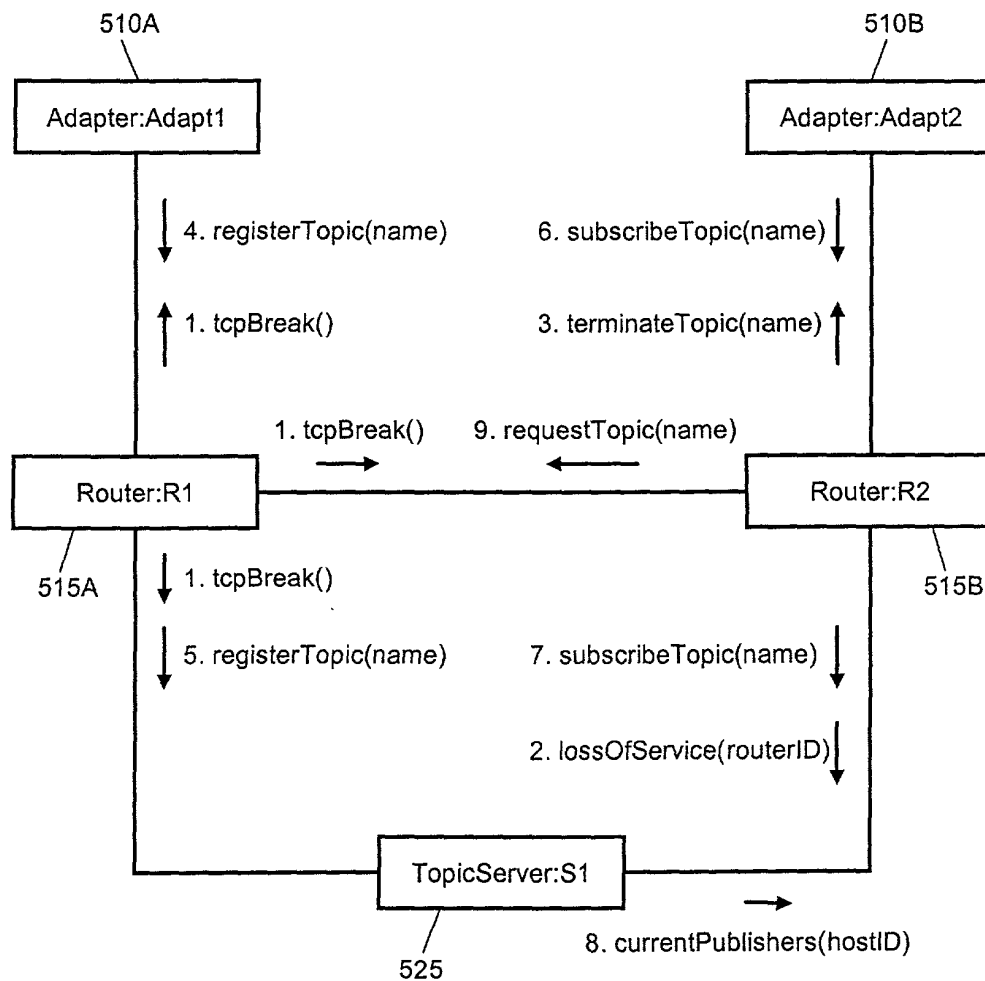 510A
510B
Adapter:Adapt1
Adapter:Adapt2
4. registerTopic(name)
6. subscribeTopic(name)
1. tcpBreak()
3. terminateTopic(name)
1. tcpBreak()
9. requestTopic(name)
Router:R1
Router:R2
515A
1. tcpBreak()
515B
5. registerTopic(name)
7. subscribeTopic(name)
2. lossOfService(routerID)
TopicServer:S1
8. currentPublishers(hostID)
525